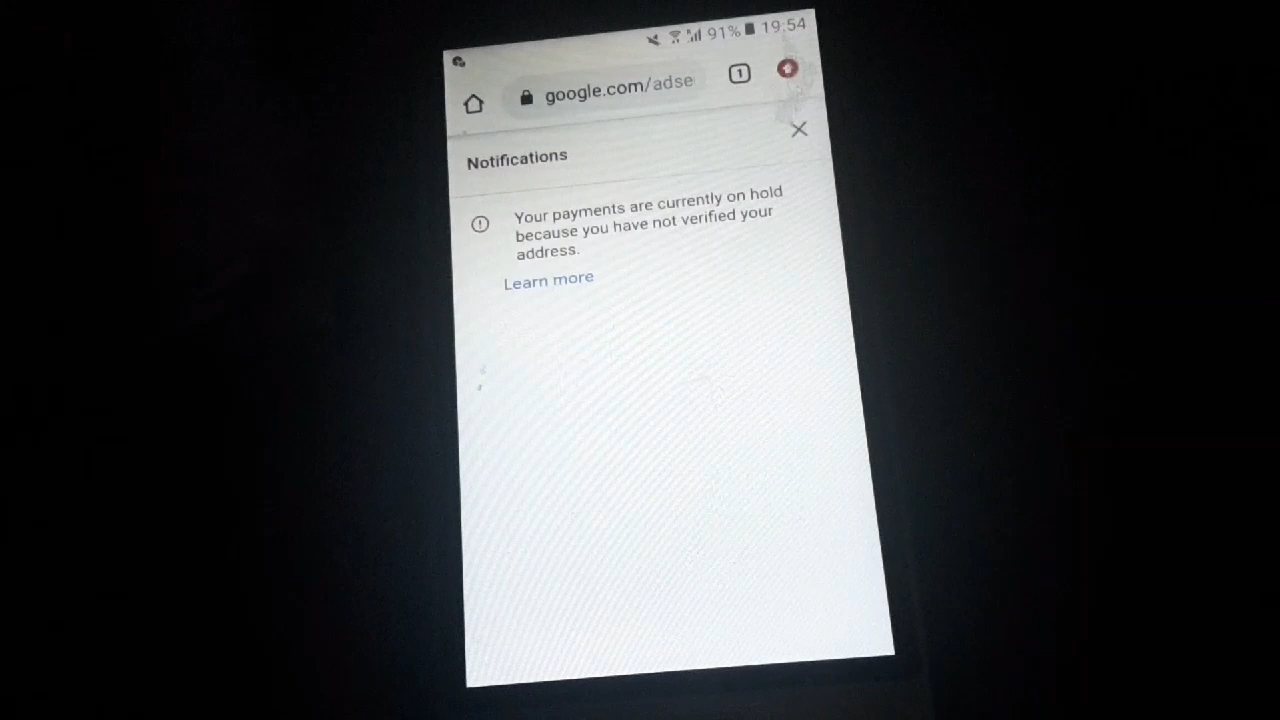 91% 19:54
google.com/adse
1
Notifications
Your payments are currently on hold
because you have not verified your
address.
Learn more